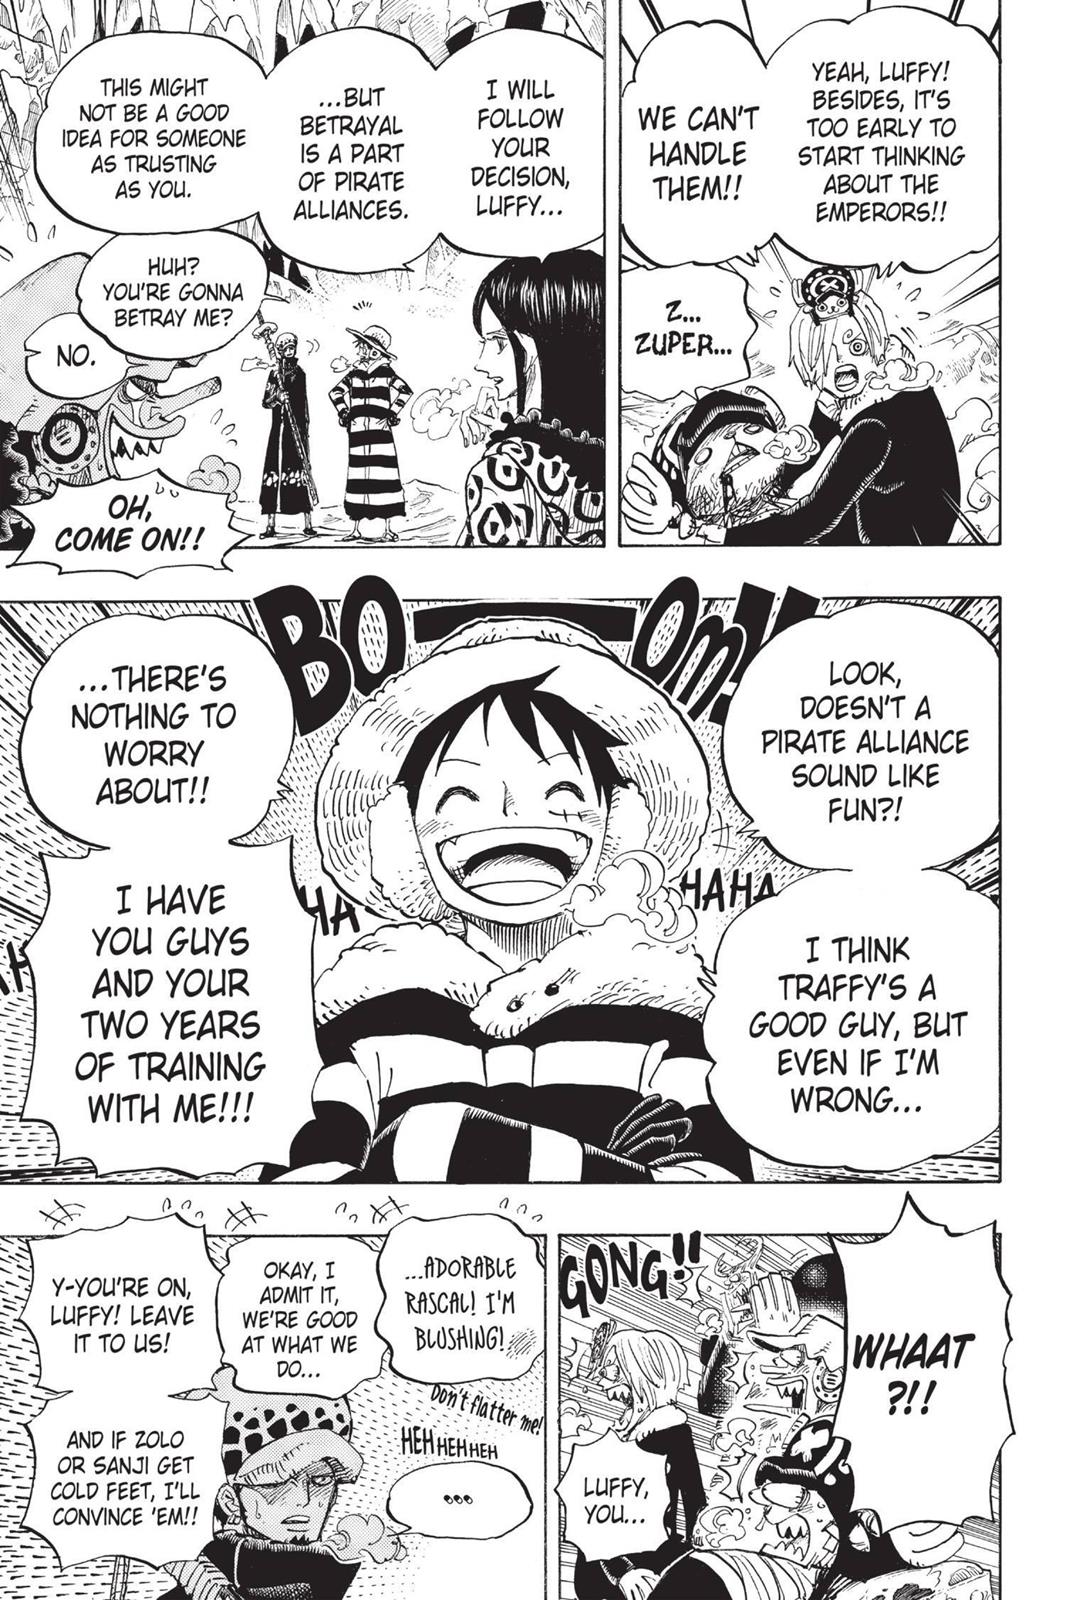 YEAH, LUFFY!
BESIDES, IT'S
TOO EARLY TO
START THINKING
ABOUT THE
EMPERORS!!
WE CAN'T
HANDLE
THEM!!
Z...
ZUPER...
I WILL
FOLLOW
YOUR
DECISION,
LUFFY...
...BUT
BETRAYAL
IS A PART
OF PIRATE
ALLIANCES.
THIS MIGHT
NOT BE A GOOD
IDEA FOR SOMEONE
AS TRUSTING
AS YOU.
HUH?
YOU'RE GONNA
BETRAY ME?
NO.
OH,
COME ON!!
BO—OM!!
LOOK,
DOESN'T A
PIRATE ALLIANCE
SOUND LIKE
FUN?!
I THINK
TRAFFY'S A
GOOD GUY, BUT
EVEN IF I'M
WRONG...
HAHA
HA
HA
...THERE'S
NOTHING TO
WORRY
ABOUT!!
I HAVE
YOU GUYS
AND YOUR
TWO YEARS
OF TRAINING
WITH ME!!!
WHAAT
?!!
GONG!!
LUFFY,
YOU...
...ADORABLE
RASCAL! I'M
BLUSHING!
Don't flatter me!
HEH HEH HEH
OKAY, I
ADMIT IT,
WE'RE GOOD
AT WHAT WE
DO...
Y-YOU'RE ON,
LUFFY! LEAVE
IT TO US!
AND IF ZOLO
OR SANJI GET
COLD FEET, I'LL
CONVINCE 'EM!!
...